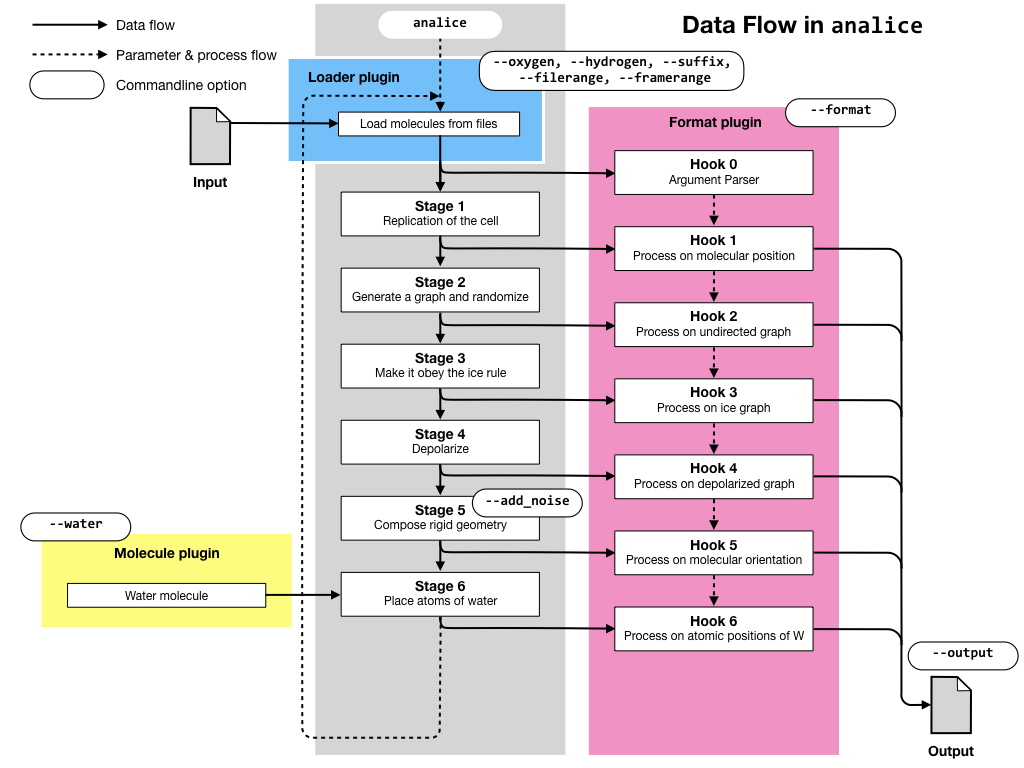 Data flow
Parameter & process flow
Commandline option
analice
Data Flow in analice
--oxygen, --hydrogen, --suffix,
--filerange, --framerange
Loader plugin
Load molecules from files
Input
Format plugin
--format
Hook 0
Argument Parser
Stage 1
Replication of the cell
Hook 1
Process on molecular position
Stage 2
Generate a graph and randomize
Hook 2
Process on undirected graph
Stage 3
Make it obey the ice rule
Hook 3
Process on ice graph
Stage 4
Depolarize
Hook 4
Process on depolarized graph
--add_noise
Stage 5
Compose rigid geometry
Hook 5
Process on molecular orientation
--water
Molecule plugin
Water molecule
Stage 6
Place atoms of water
Hook 6
Process on atomic positions of W
--output
Output